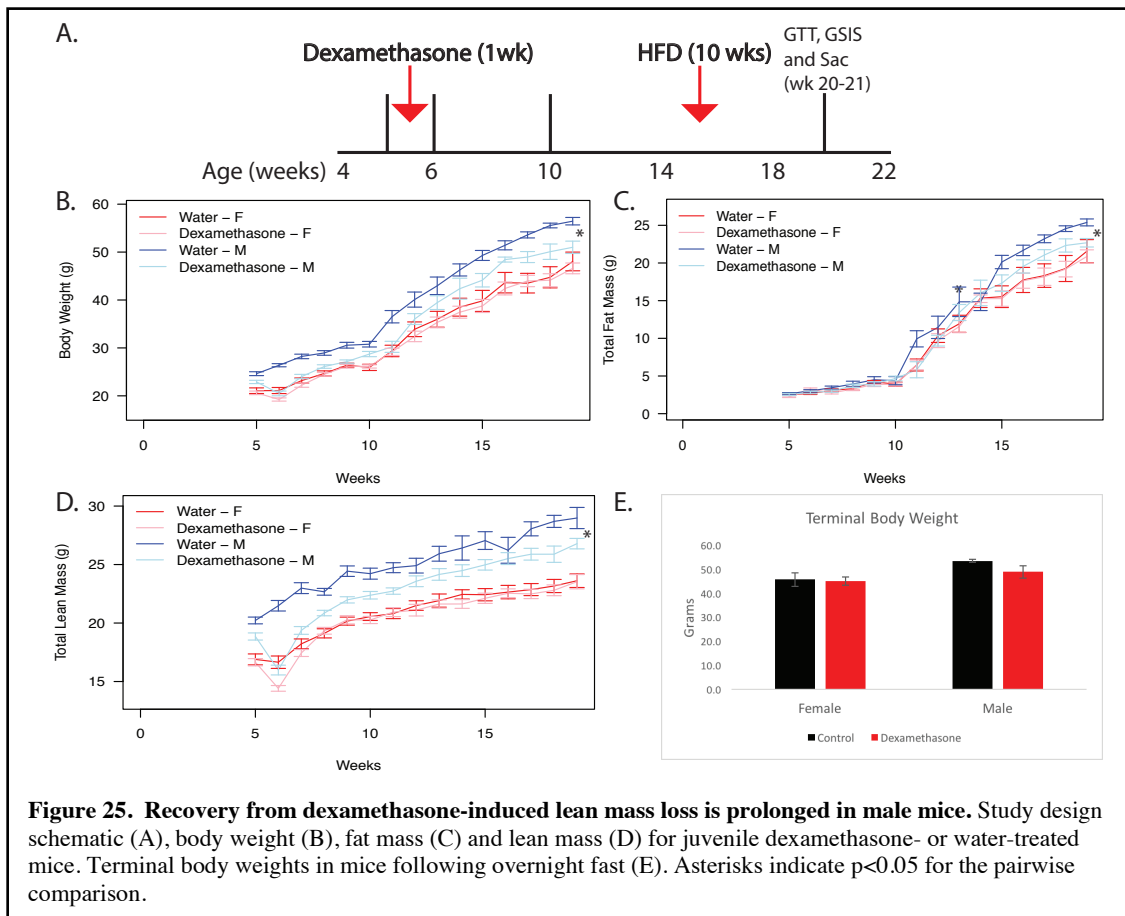 A.
Dexamethasone (1wk)
HFD (10 wks)
GTT, GSIS
and Sac
(wk 20-21)
Age (weeks) 4 6 10 14 18 22
B.
Water – F
Dexamethasone – F
Water – M
Dexamethasone – M
Body Weight (g)
60
50
40
30
20
*
0 5 10 15
Weeks
C.
Water – F
Dexamethasone – F
Water – M
Dexamethasone – M
Total Fat Mass (g)
25
20
15
10
5
0
*
*
0 5 10 15
Weeks
D.
Water – F
Dexamethasone – F
Water – M
Dexamethasone – M
Total Lean Mass (g)
30
25
20
15
*
0 5 10 15
Weeks
E.
Terminal Body Weight
Grams
60.0
50.0
40.0
30.0
20.0
10.0
0.0
Female Male
Control Dexamethasone
Figure 25. Recovery from dexamethasone-induced lean mass loss is prolonged in male mice. Study design
schematic (A), body weight (B), fat mass (C) and lean mass (D) for juvenile dexamethasone- or water-treated
mice. Terminal body weights in mice following overnight fast (E). Asterisks indicate p<0.05 for the pairwise
comparison.